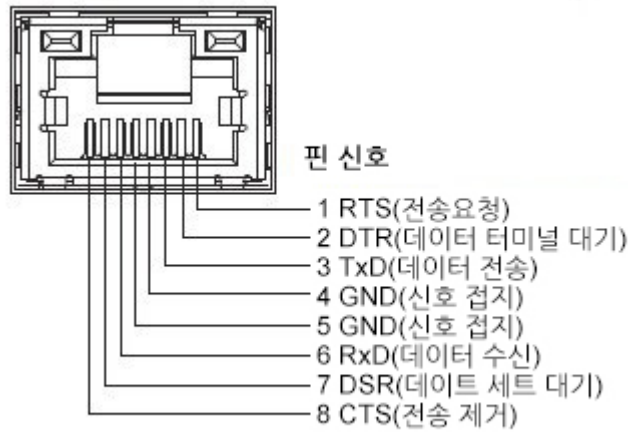 핀 신호
1 RTS(전송요청)
2 DTR(데이터 터미널 대기)
3 TxD(데이터 전송)
4 GND(신호 접지)
5 GND(신호 접지)
6 RxD(데이터 수신)
7 DSR(데이트 세트 대기)
8 CTS(전송 제거)